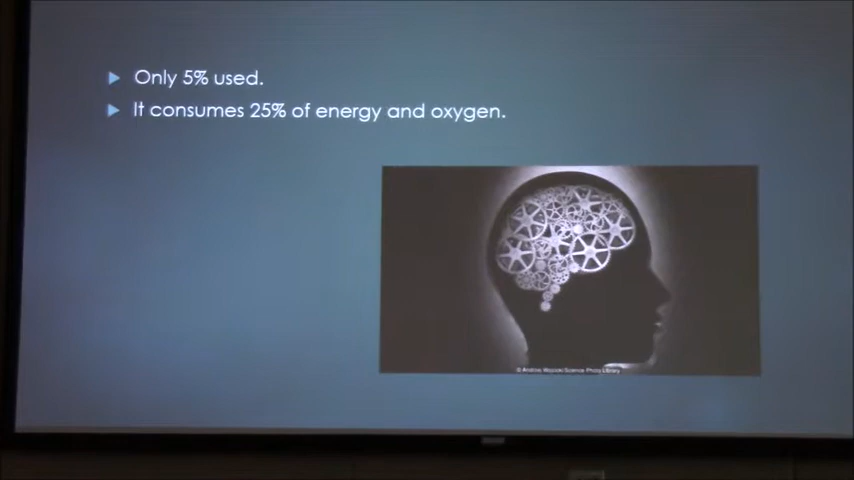 Only 5% used.
It consumes 25% of energy and oxygen.